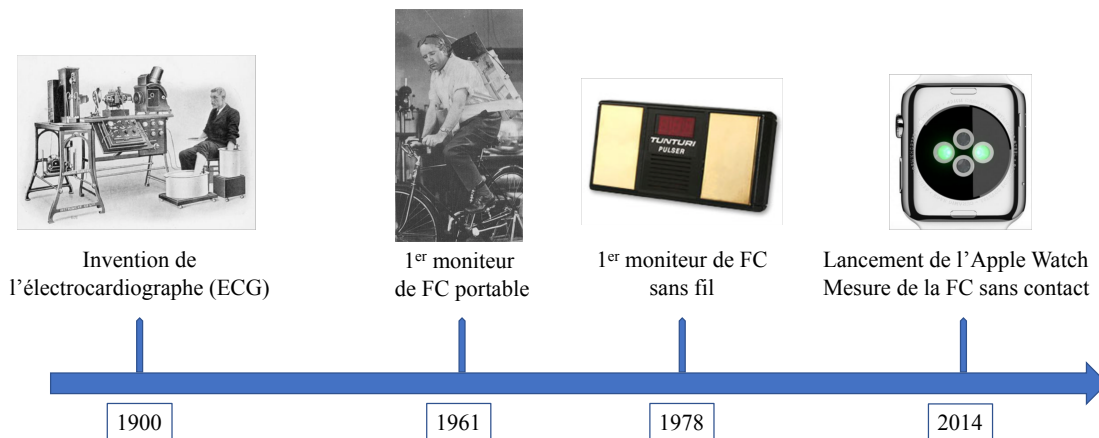 TUNTURI
PULSER
Invention de
l’électrocardiographe (ECG)
1er moniteur
de FC portable
1er moniteur de FC
sans fil
Lancement de l’Apple Watch
Mesure de la FC sans contact
1900
1961
1978
2014